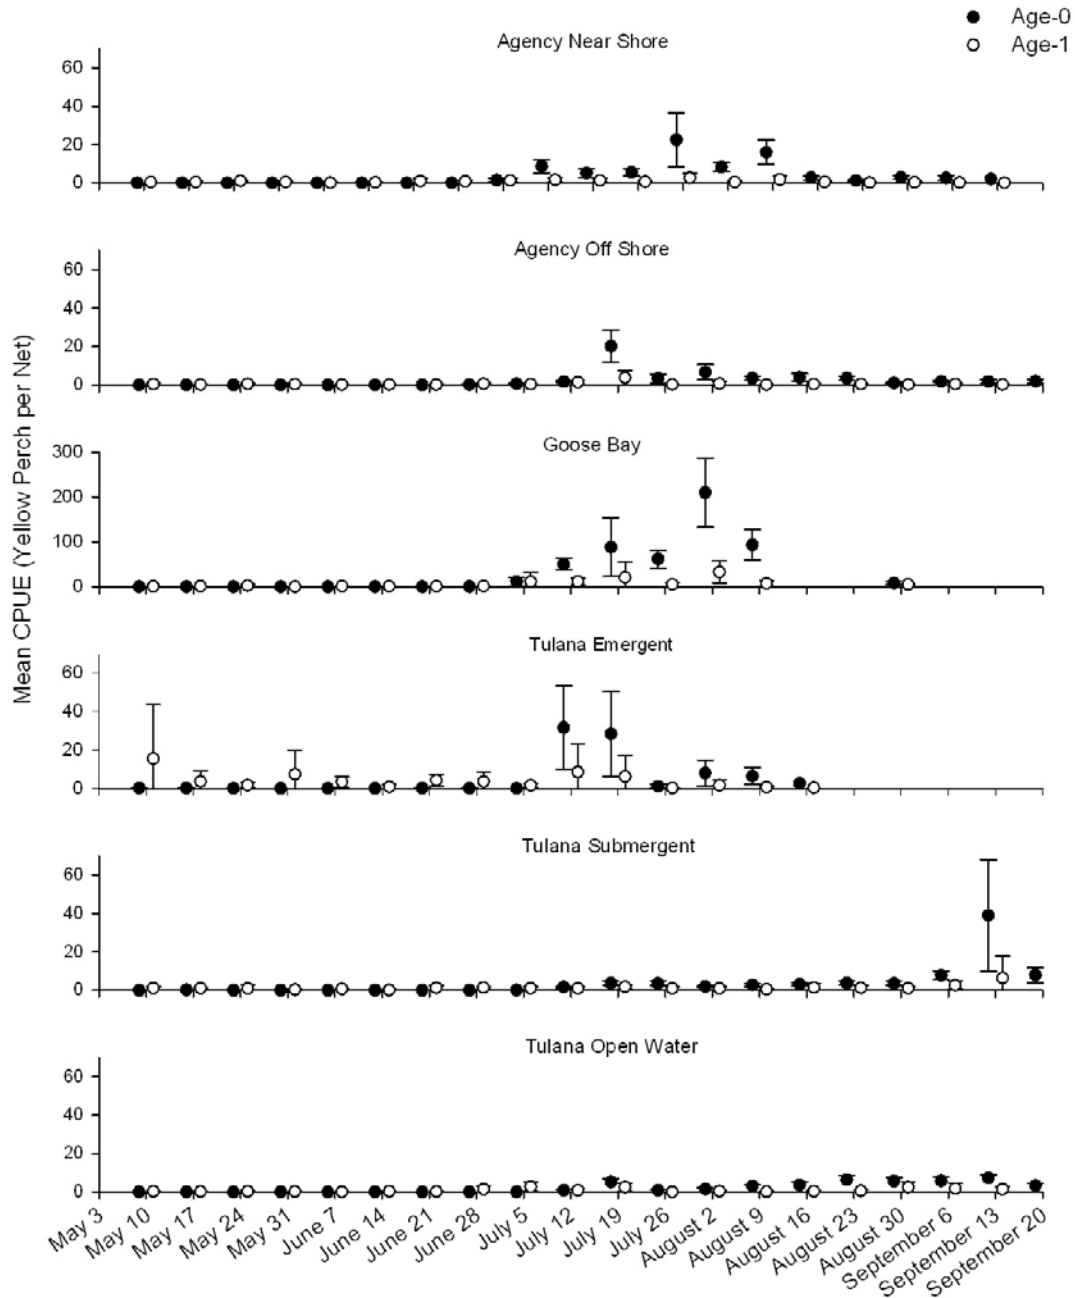 Age-0
Age-1
Agency Near Shore
60
40
20
0
Agency Off Shore
60
40
20
0
Goose Bay
300
200
100
0
Tulana Emergent
60
40
20
0
Tulana Submergent
60
40
20
0
Tulana Open Water
60
40
20
0
Mean CPUE (Yellow Perch per Net)
May 3
May 10
May 17
May 24
May 31
June 7
June 14
June 21
June 28
July 5
July 12
July 19
July 26
August 2
August 9
August 16
August 23
August 30
September 6
September 13
September 20